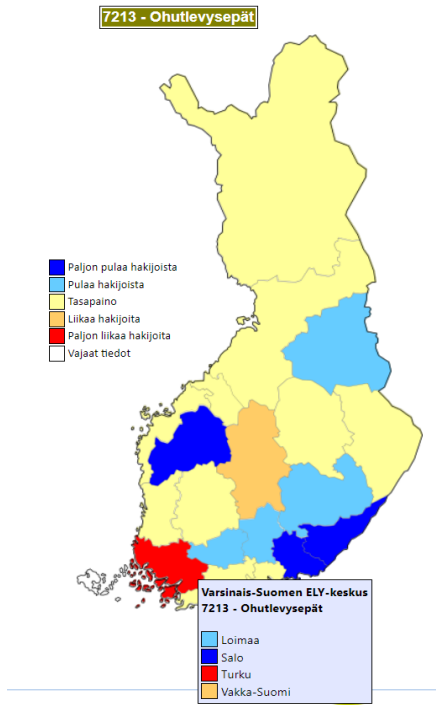 7213 - Ohutlevysepät
Paljon pulaa hakijoista
Pulaa hakijoista
Tasapaino
Liikaa hakijoita
Paljon liikaa hakijoita
Vajaat tiedot
Varsinais-Suomen ELY-keskus
7213 - Ohutlevysepät
Loimaa
Salo
Turku
Vakka-Suomi